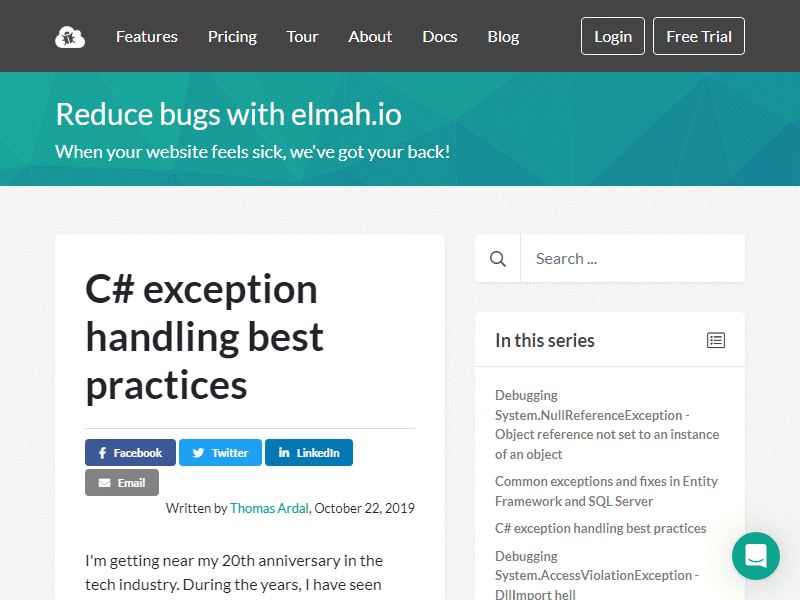 Features Pricing Tour About Docs Blog Login Free Trial
Reduce bugs with elmah.io
When your website feels sick, we've got your back!
C# exception
handling best
practices
Facebook Twitter LinkedIn
Email
Written by Thomas Ardal, October 22, 2019
I'm getting near my 20th anniversary in the
tech industry. During the years, I have seen
Search ...
In this series
Debugging
System.NullReferenceException -
Object reference not set to an instance
of an object
Common exceptions and fixes in Entity
Framework and SQL Server
C# exception handling best practices
Debugging
System.AccessViolationException -
DllImport hell